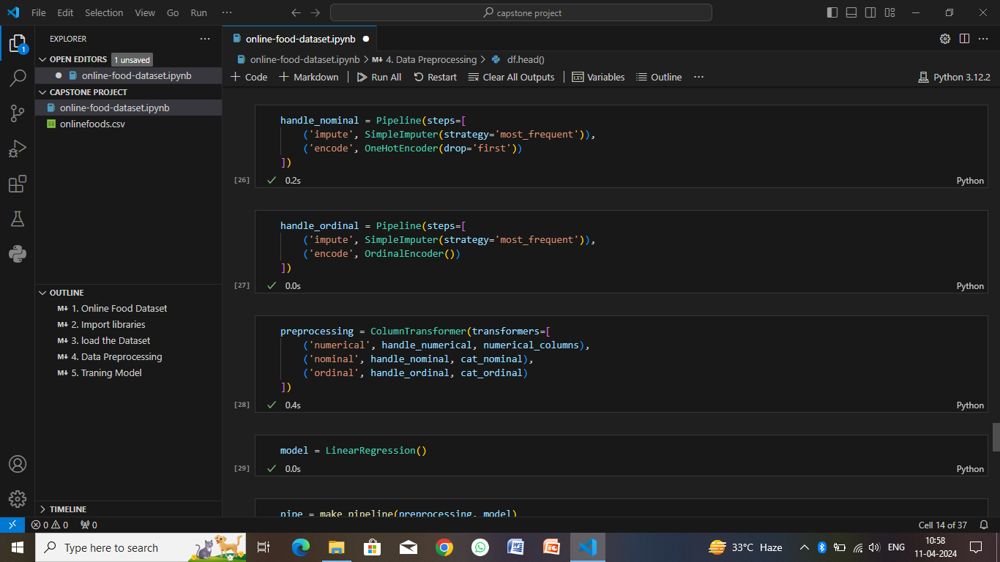 File Edit Selection View Go Run ··· capstone project
EXPLORER ···
OPEN EDITORS 1 unsaved
online-food-dataset.ipynb
CAPSTONE PROJECT
online-food-dataset.ipynb
onlinefoods.csv
OUTLINE
M↓ 1. Online Food Dataset
M↓ 2. Import libraries
M↓ 3. load the Dataset
M↓ 4. Data Preprocessing
M↓ 5. Traning Model
TIMELINE
online-food-dataset.ipynb
online-food-dataset.ipynb > M↓ 4. Data Preprocessing > df.head()
+ Code + Markdown Run All Restart Clear All Outputs Variables Outline ··· Python 3.12.2
handle_nominal = Pipeline(steps=[
('impute', SimpleImputer(strategy='most_frequent')),
('encode', OneHotEncoder(drop='first'))
])
[26] 0.2s Python
handle_ordinal = Pipeline(steps=[
('impute', SimpleImputer(strategy='most_frequent')),
('encode', OrdinalEncoder())
])
[27] 0.0s Python
preprocessing = ColumnTransformer(transformers=[
('numerical', handle_numerical, numerical_columns),
('nominal', handle_nominal, cat_nominal),
('ordinal', handle_ordinal, cat_ordinal)
])
[28] 0.4s Python
model = LinearRegression()
[29] 0.0s Python
pipe = make_pipeline(preprocessing, model)
0 0 0 Cell 14 of 37
Type here to search 33°C Haze ENG 10:58
11-04-2024